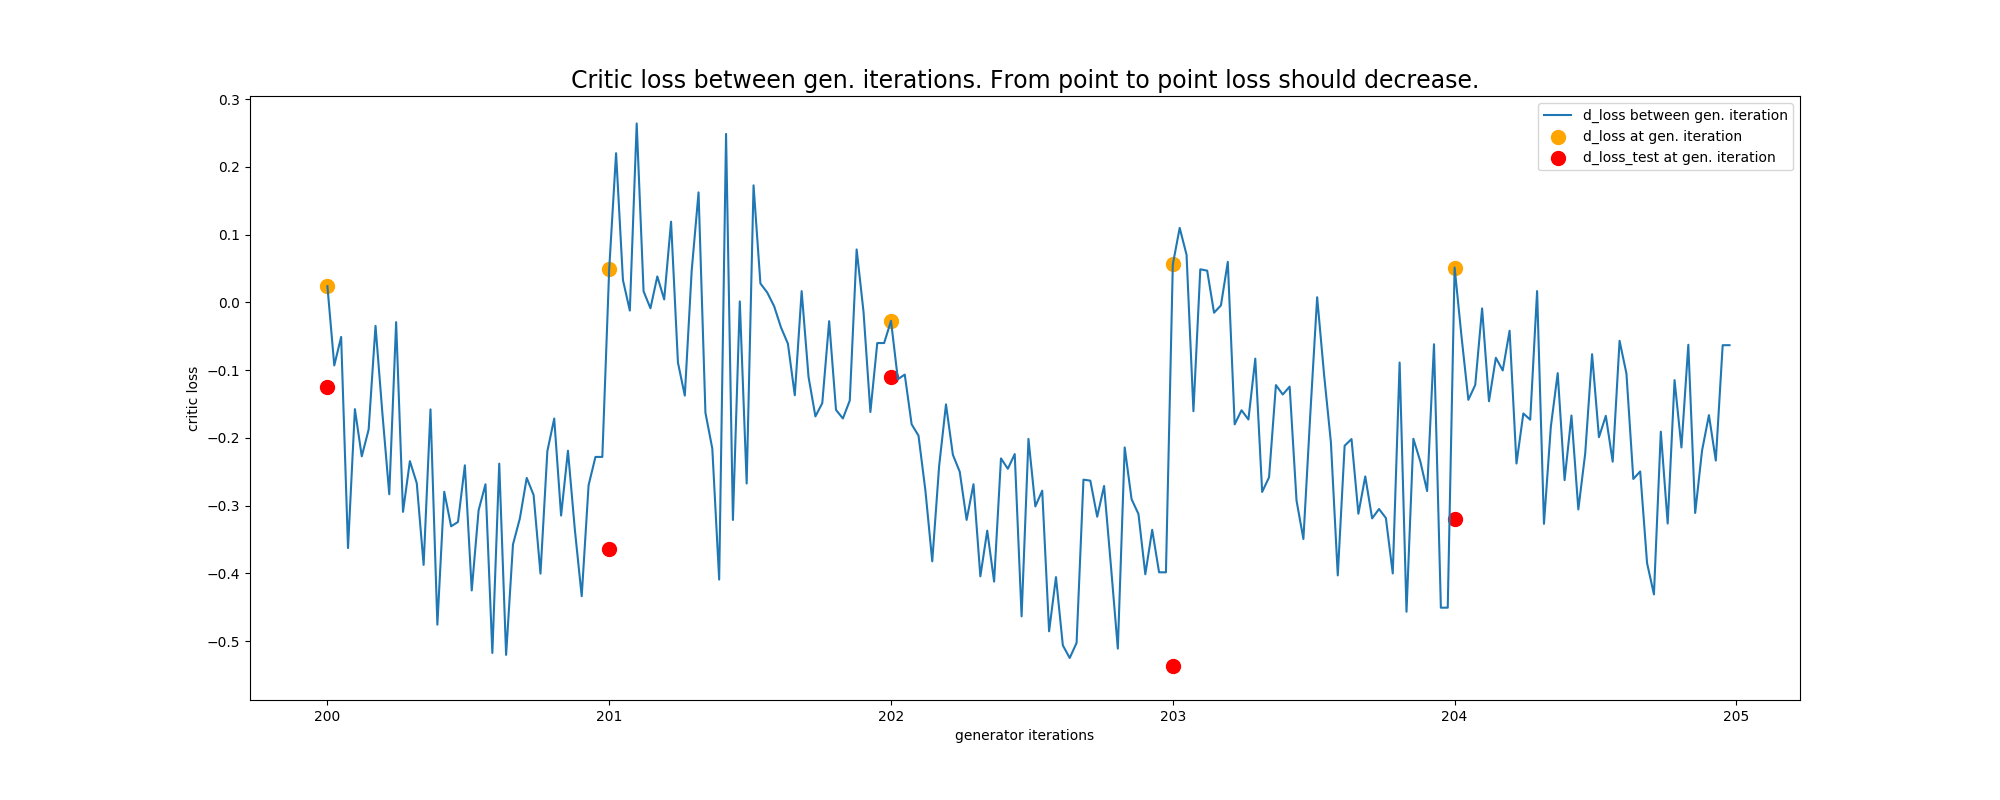 Critic loss between gen. iterations. From point to point loss should decrease.
0.3
0.2
0.1
0.0
−0.1
−0.2
−0.3
−0.4
−0.5
critic loss
d_loss between gen. iteration
d_loss at gen. iteration
d_loss_test at gen. iteration
200 201 202 203 204 205
generator iterations